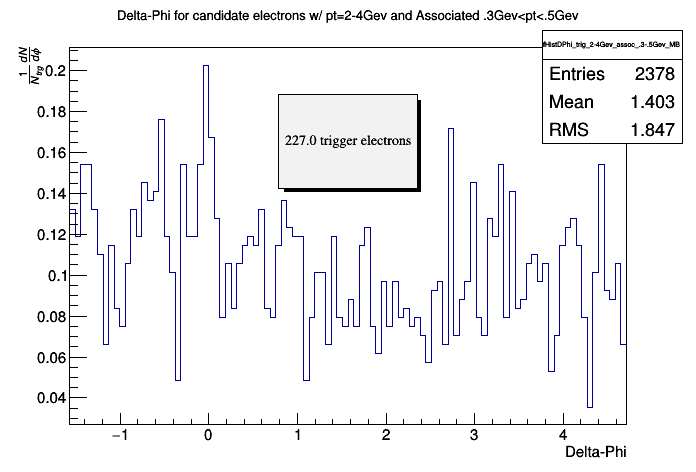 Delta-Phi for candidate electrons w/ pt=2-4Gev and Associated .3Gev<pt<.5Gev
fHistDPhi_trig_2-4Gev_assoc_.3-.5Gev_MB
Entries 2378
Mean 1.403
RMS 1.847
1 dN
N_trg dϕ
227.0 trigger electrons
0.2
0.18
0.16
0.14
0.12
0.1
0.08
0.06
0.04
−1 0 1 2 3 4
Delta-Phi